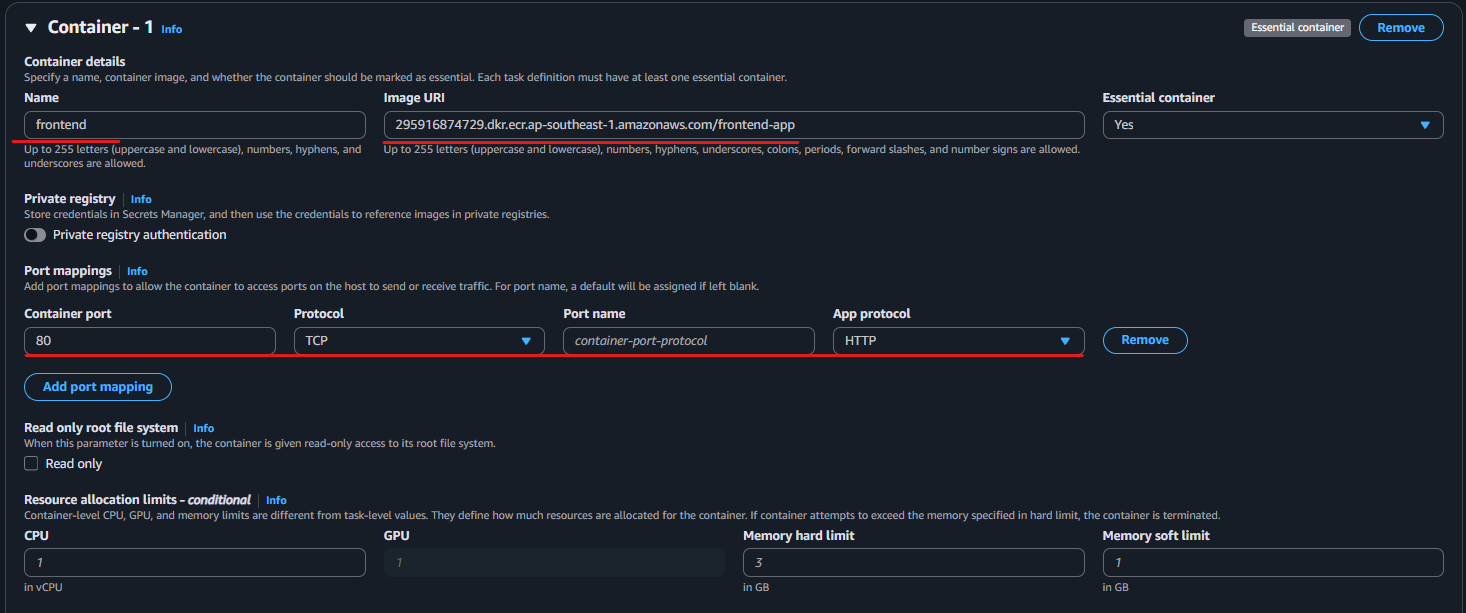 Container - 1 Info Essential container Remove
Container details
Specify a name, container image, and whether the container should be marked as essential. Each task definition must have at least one essential container.
Name Image URI Essential container
frontend 295916874729.dkr.ecr.ap-southeast-1.amazonaws.com/frontend-app Yes
Up to 255 letters (uppercase and lowercase), numbers, hyphens, and underscores are allowed.
Up to 255 letters (uppercase and lowercase), numbers, hyphens, underscores, colons, periods, forward slashes, and number signs are allowed.
Private registry Info
Store credentials in Secrets Manager, and then use the credentials to reference images in private registries.
Private registry authentication
Port mappings Info
Add port mappings to allow the container to access ports on the host to send or receive traffic. For port name, a default will be assigned if left blank.
Container port Protocol Port name App protocol
80 TCP container-port-protocol HTTP Remove
Add port mapping
Read only root file system Info
When this parameter is turned on, the container is given read-only access to its root file system.
Read only
Resource allocation limits - conditional Info
Container-level CPU, GPU, and memory limits are different from task-level values. They define how much resources are allocated for the container. If container attempts to exceed the memory specified in hard limit, the container is terminated.
CPU GPU Memory hard limit Memory soft limit
1 1 3 1
in vCPU in GB in GB